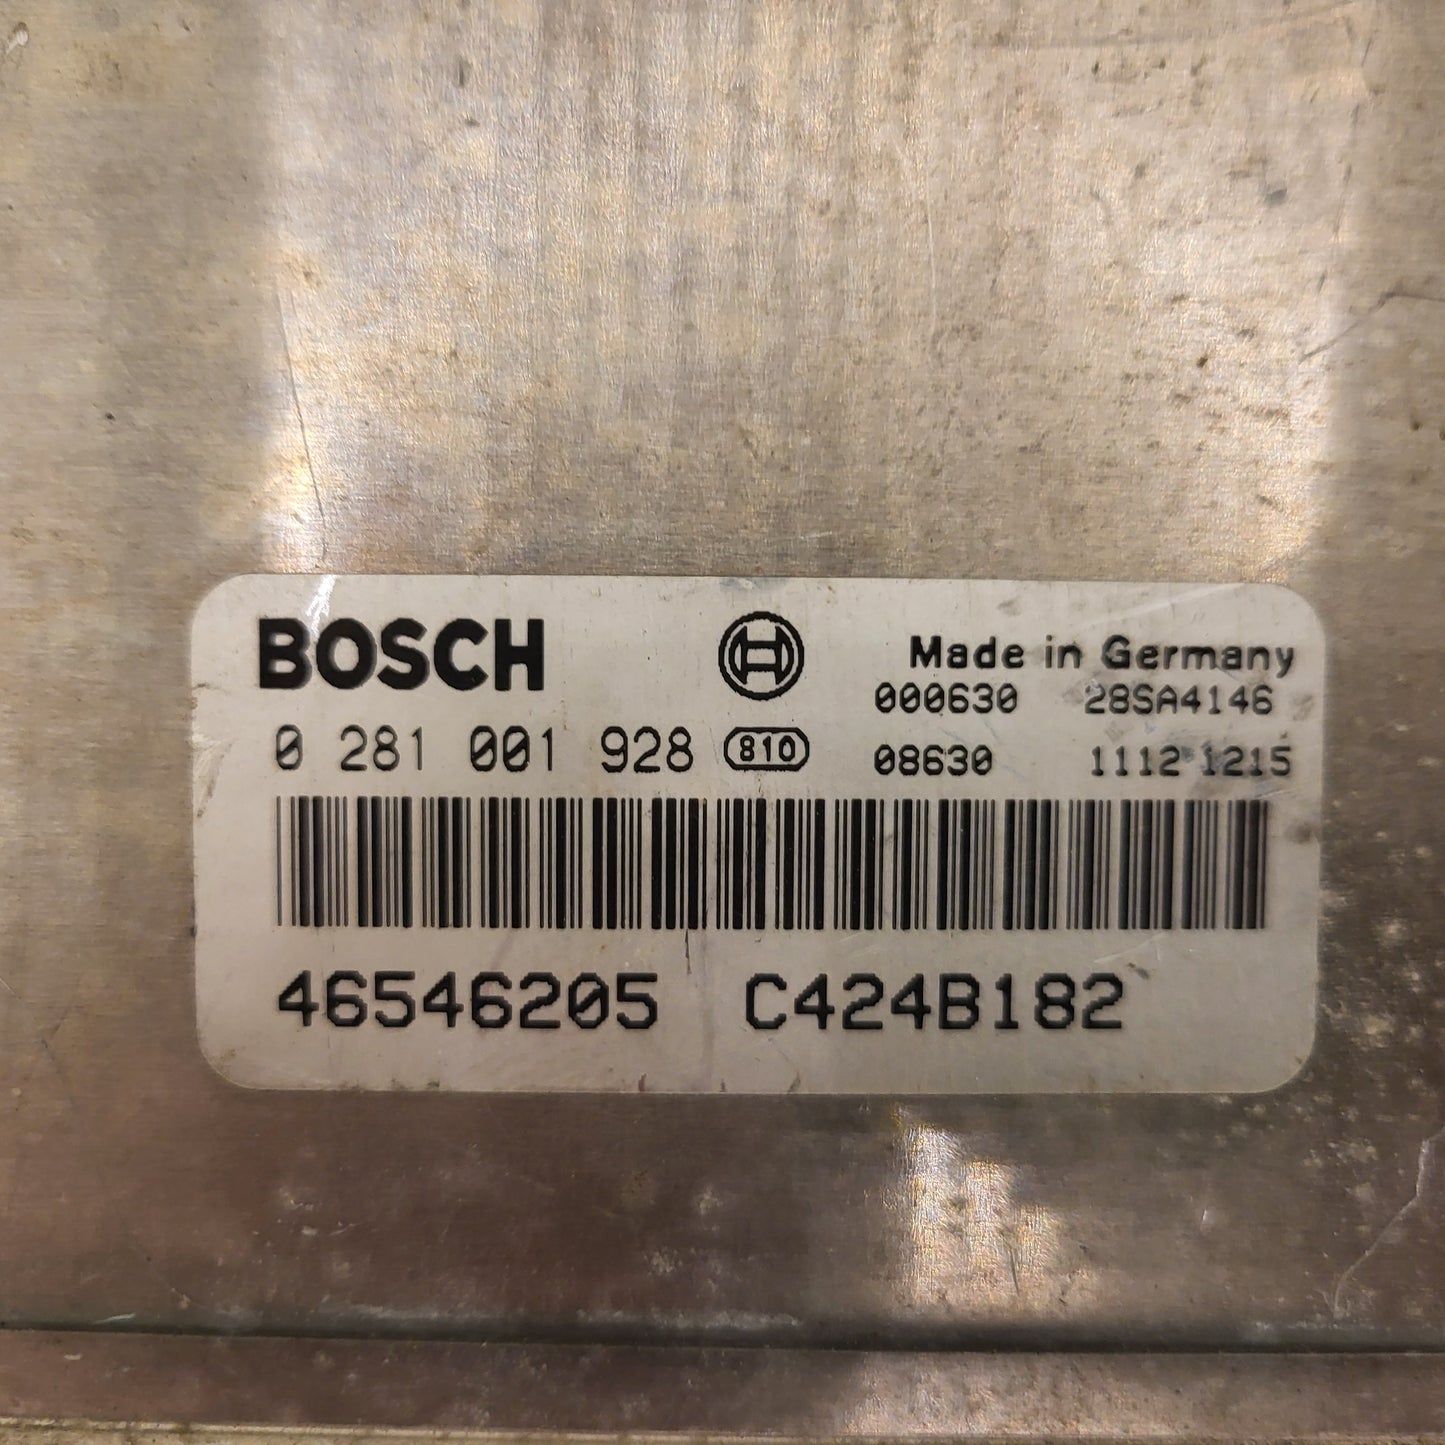 BOSCH
Made in Germany
000630 28SA4146
0 281 001 928 810
08630 1112 1215
46546205 C424B182